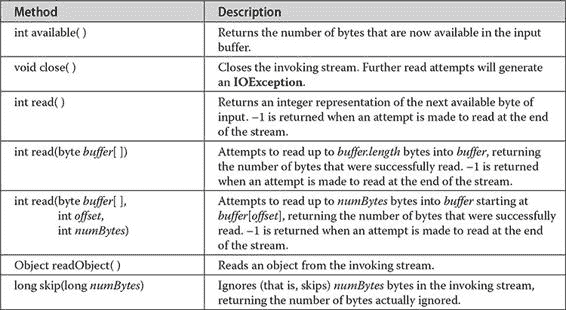 Method Description
int available( ) Returns the number of bytes that are now available in the input
buffer.
void close( ) Closes the invoking stream. Further read attempts will generate
an IOException.
int read( ) Returns an integer representation of the next available byte of
input. –1 is returned when an attempt is made to read at the end
of the stream.
int read(byte buffer[ ]) Attempts to read up to buffer.length bytes into buffer, returning
the number of bytes that were successfully read. –1 is returned
when an attempt is made to read at the end of the stream.
int read(byte buffer[ ], Attempts to read up to numBytes bytes into buffer starting at
int offset, buffer[offset], returning the number of bytes that were successfully
int numBytes) read. –1 is returned when an attempt is made to read at the end
of the stream.
Object readObject( ) Reads an object from the invoking stream.
long skip(long numBytes) Ignores (that is, skips) numBytes bytes in the invoking stream,
returning the number of bytes actually ignored.